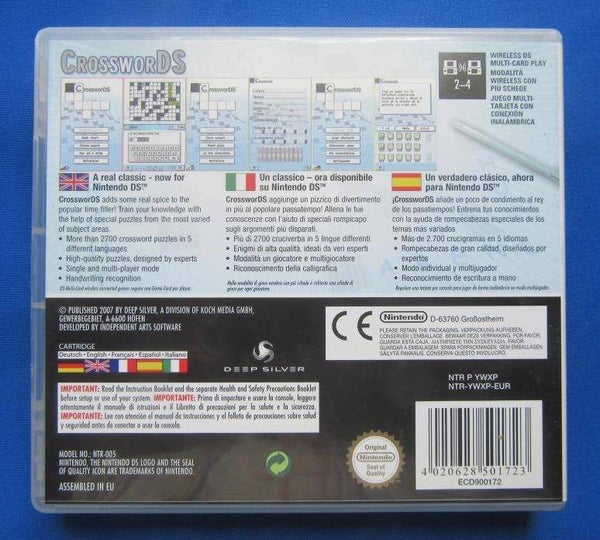 CROSSWORDS
WIRELESS DS
MULTI-CARD PLAY
MODALITÀ
WIRELESS CON
PIÙ SCHEDE
JUEGO MULTI-
TARJETA CON
CONEXIÓN
INALÁMBRICA
2–4
A real classic - now for
Nintendo DS™
CrossworDS adds some real spice to the
popular time filler! Train your knowledge
with the help of special puzzles from the most varied
of subject areas.
• More than 2700 crossword puzzles in 5
different languages
• High-quality puzzles, designed by experts
• Single and multi-player mode
• Handwriting recognition
DS Multi-Card wireless convened games require one Game Card per player.
Un classico – ora disponibile
su Nintendo DS™
CrossworDS aggiunge un pizzico di divertimento
in più al popolare passatempo! Allena le tue
conoscenze con l'aiuto di speciali rompicapo
sugli argomenti più disparati.
• Più di 2700 cruciverba in 5 lingue differenti
• Enigmi di alta qualità, ideati da veri esperti
• Modalità un giocatore e multigiocatore
• Riconoscimento della calligrafica
Un verdadero clásico, ahora
para Nintendo DS™
¡CrossworDS añade un poco de condimento al rey
de los pasatiempos! Entrena tus conocimientos
con la ayuda de rompecabezas especiales de los
temas más variados
• Más de 2.700 crucigramas en 5 idiomas
• Rompecabezas de gran calidad, diseñados por
expertos
• Modo individual y multijugador
• Reconocimiento de escritura a mano
© PUBLISHED 2007 BY DEEP SILVER, A DIVISION OF KOCH MEDIA GMBH,
GEWERBEGEBIET, A-6600 HÖFEN
DEVELOPED BY INDEPENDENT ARTS SOFTWARE
CARTRIDGE
Deutsch • English • Français • Español • Italiano
DEEP SILVER
CE
Nintendo
D-63760 Großostheim
PLEASE RETAIN THE PACKAGING. VERPACKUNG AUFHEBEN.
NTR P YWXP
NTR-YWXP-EUR
IMPORTANT: Read the Instruction Booklet and the separate Health and Safety Precautions Booklet
before setup or use of your system. IMPORTANTE: Prima di impostare e usare la console, leggere
attentamente il manuale di istruzioni e il Libretto di precauzioni per la salute e la sicurezza.
IMPORTANTE: Lee con atención el manual de instrucciones y el folleto de precauciones sobre salud
y seguridad antes de conectar o usar la consola.
MODEL NO.: NTR-005
NINTENDO, THE NINTENDO DS LOGO AND THE SEAL
OF QUALITY ARE TRADEMARKS OF NINTENDO.
ASSEMBLED IN EU
Original
Nintendo
Seal of
Quality
4 020628 501723
ECD900172